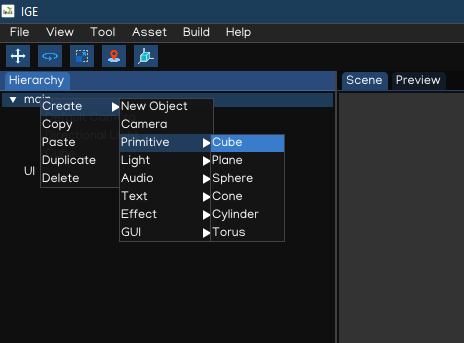 IGE
File View Tool Asset Build Help
Hierarchy
Scene Preview
main
Create
Copy
Paste
Duplicate
Delete
New Object
Camera
Primitive
Light
Audio
Text
Effect
GUI
Cube
Plane
Sphere
Cone
Cylinder
Torus
UI